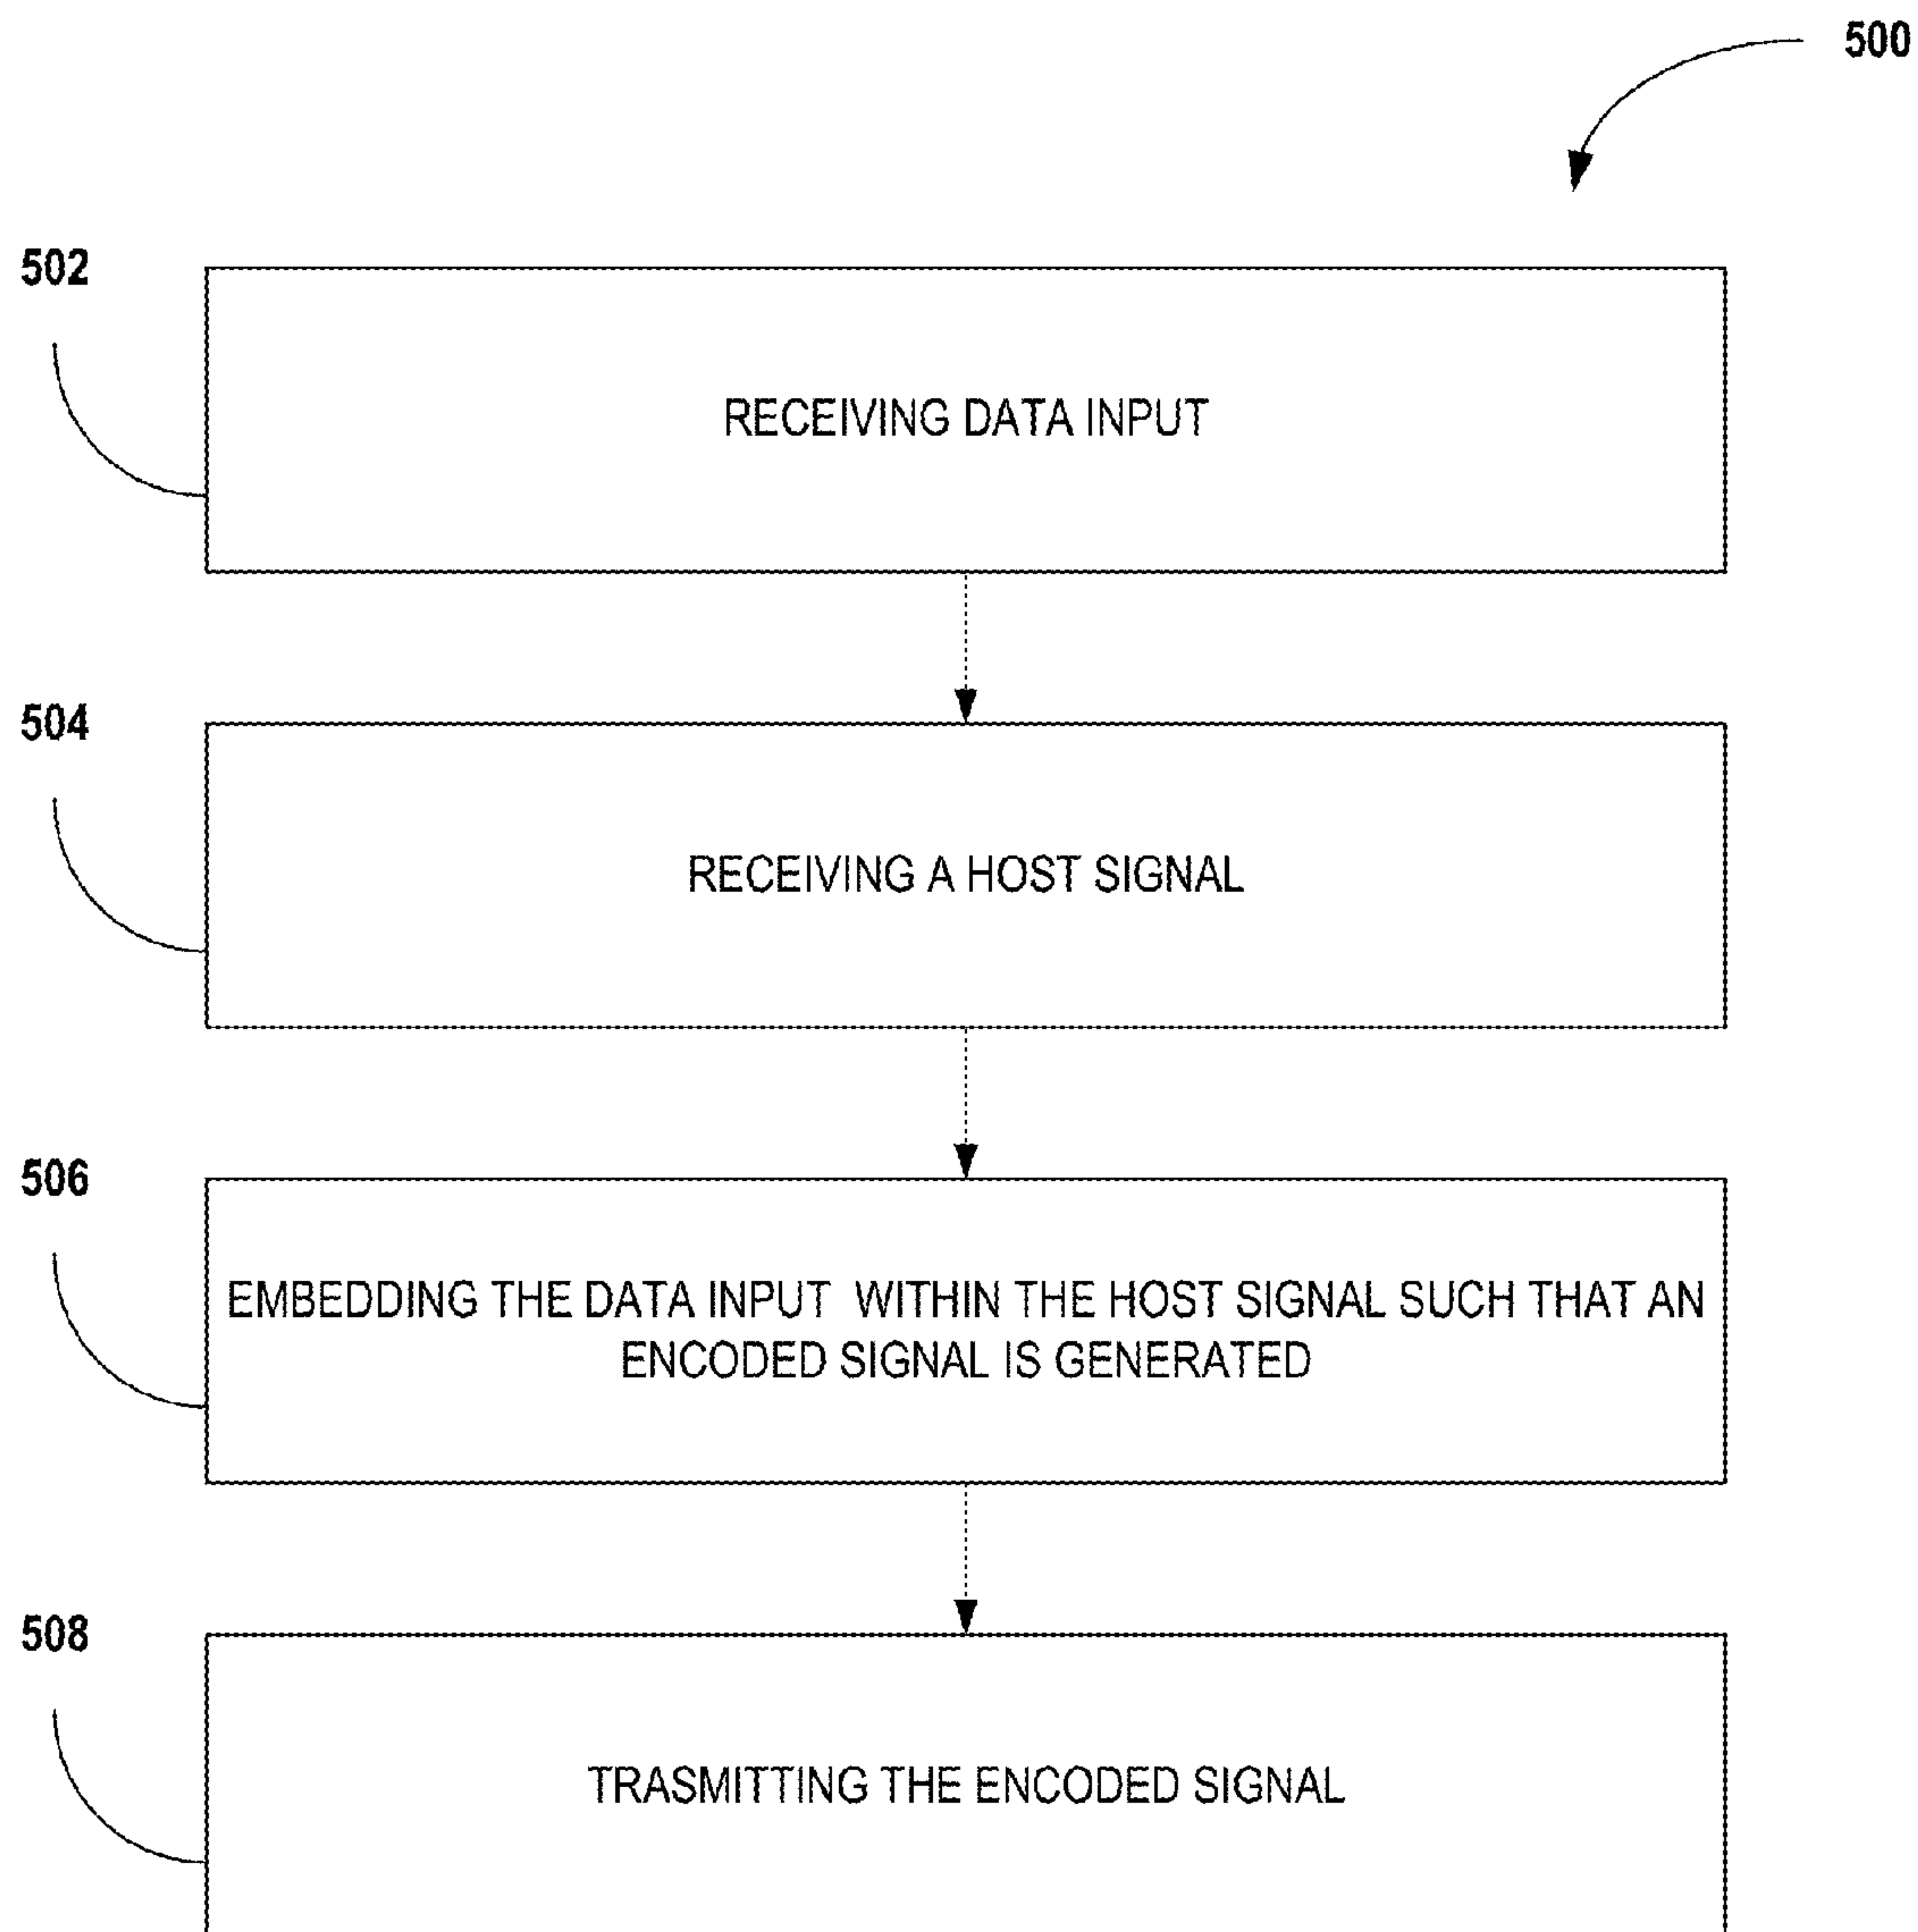 500
502
RECEIVING DATA INPUT
504
RECEIVING A HOST SIGNAL
506
EMBEDDING THE DATA INPUT WITHIN THE HOST SIGNAL SUCH THAT AN
ENCODED SIGNAL IS GENERATED
508
TRASMITTING THE ENCODED SIGNAL